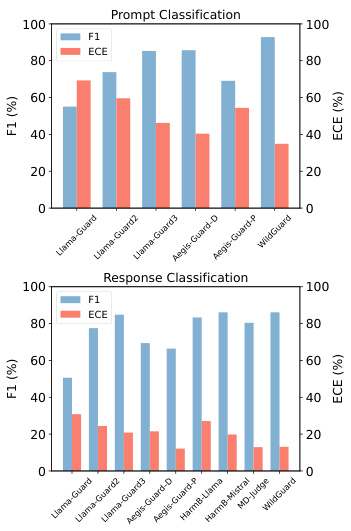 Prompt Classification
100 100
F1
ECE
80 80
60 60
F1 (%) ECE (%)
40 40
20 20
0 0
Llama-Guard Llama-Guard2 Llama-Guard3 Aegis-Guard-D Aegis-Guard-P WildGuard
Response Classification
100 100
F1
ECE
80 80
60 60
F1 (%) ECE (%)
40 40
20 20
0 0
Llama-Guard Llama-Guard2 Llama-Guard3 Aegis-Guard-D Aegis-Guard-P HarmB-Llama HarmB-Mistral MD-Judge WildGuard